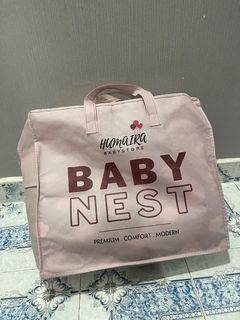 HUMAIRA
BABYSTORE
BABY
NEST
PREMIUM . COMFORT . MODERN